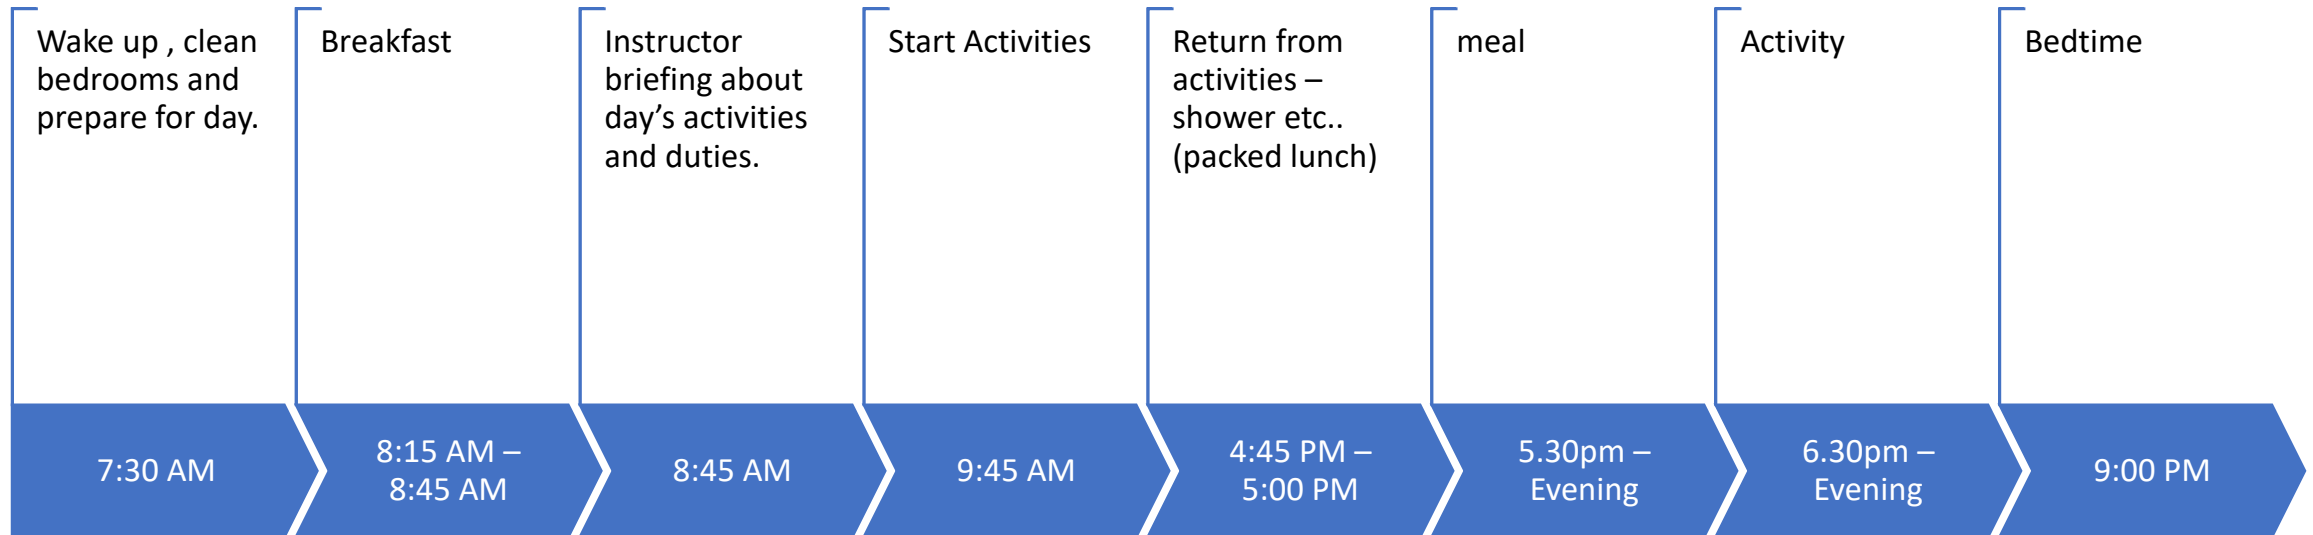 Wake up , clean
bedrooms and
prepare for day.
Breakfast
Instructor
briefing about
day’s activities
and duties.
Start Activities
Return from
activities –
shower etc..
(packed lunch)
meal
Activity
Bedtime
7:30 AM
8:15 AM –
8:45 AM
8:45 AM
9:45 AM
4:45 PM –
5:00 PM
5.30pm –
Evening
6.30pm –
Evening
9:00 PM